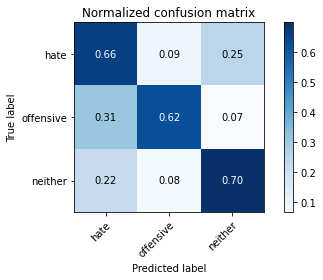 Normalized confusion matrix
True label
hate
0.66 0.09 0.25
offensive
0.31 0.62 0.07
neither
0.22 0.08 0.70
hate
offensive
neither
Predicted label
0.6
0.5
0.4
0.3
0.2
0.1